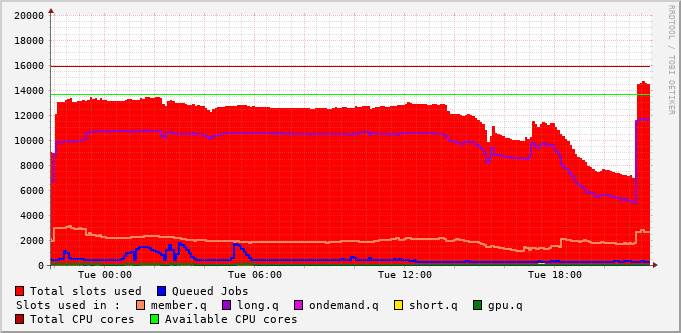 20000
18000
16000
14000
12000
10000
8000
6000
4000
2000
0
Tue 00:00 Tue 06:00 Tue 12:00 Tue 18:00
RRDTOOL / TOBI OETIKER
Total slots used Queued Jobs
Slots used in : member.q long.q ondemand.q short.q gpu.q
Total CPU cores Available CPU cores